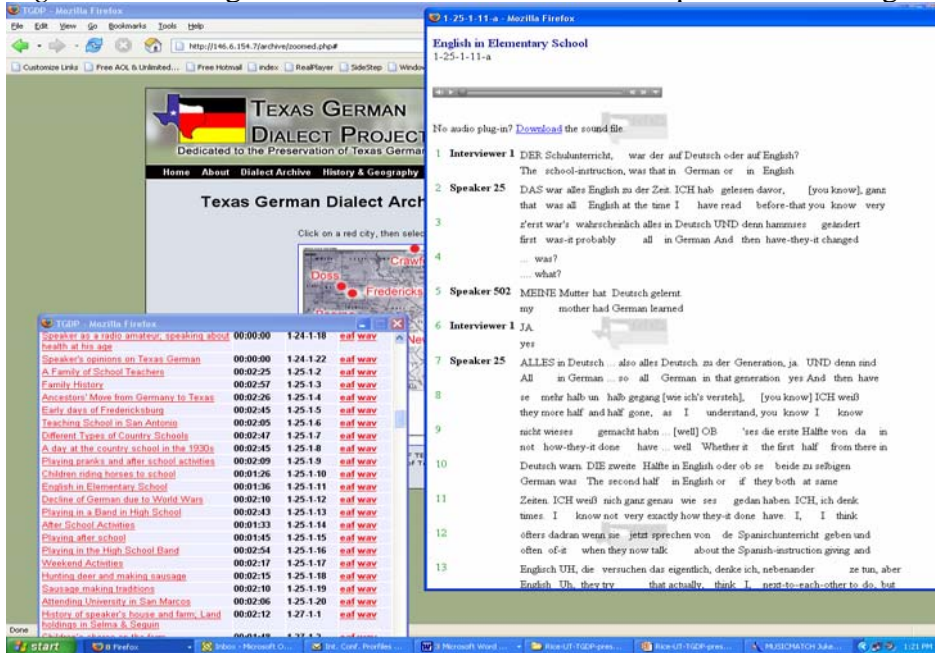 TGDP - Mozilla Firefox
File Edit View Go Bookmarks Tools Help
http://146.6.154.7/archive/zoomed.php#
Customize Links Free AOL & Unlimited... Free Hotmail index RealPlayer SideStep
TEXAS GERMAN
DIALECT PROJECT
Dedicated to the Preservation of Texas German
Home About Dialect Archive History & Geography
Texas German Dialect
Click on a red city, then
Doss
TGDP - Mozilla Firefox
Speaker as a radio amateur; speaking about health at his age 00:00:00 1-24-1-18 eaf wav
Speaker's opinions on Texas German 00:00:00 1-24-1-22 eaf wav
A Family of School Teachers 00:02:25 1-25-1-2 eaf wav
Family History 00:02:57 1-25-1-3 eaf wav
Ancestors' Move from Germany to Texas 00:02:26 1-25-1-4 eaf wav
Early days of Fredericksburg 00:02:45 1-25-1-5 eaf wav
Teaching School in San Antonio 00:02:05 1-25-1-6 eaf wav
Different Types of Country Schools 00:02:47 1-25-1-7 eaf wav
A day at the country school in the 1930s 00:02:45 1-25-1-8 eaf wav
Playing pranks and after school activities 00:02:09 1-25-1-9 eaf wav
Children riding horses to school 00:01:26 1-25-1-10 eaf wav
English in Elementary School 00:01:36 1-25-1-11 eaf wav
Decline of German due to World Wars 00:02:10 1-25-1-12 eaf wav
Playing in a Band in High School 00:02:43 1-25-1-13 eaf wav
After School Activities 00:01:33 1-25-1-14 eaf wav
Playing after school 00:01:45 1-25-1-15 eaf wav
Playing in the High School Band 00:02:54 1-25-1-16 eaf wav
Weekend Activities 00:02:17 1-25-1-17 eaf wav
Hunting deer and making sausage 00:02:15 1-25-1-18 eaf wav
Sausage making traditions 00:02:10 1-25-1-19 eaf wav
Attending University in San Marcos 00:02:06 1-25-1-20 eaf wav
History of speaker's house and farm; Land holdings in Selma & Seguin 00:02:12 1-27-1-1 eaf wav
1-25-1-11-a - Mozilla Firefox
English in Elementary School
1-25-1-11-a
No audio plug-in? Download the sound file.
1 Interviewer 1 DER Schulunterricht, war der auf Deutsch oder auf English?
The school-instruction, was that in German or in English
2 Speaker 25 DAS war alles English zu der Zeit. ICH hab gelesen davor, [you know], ganz
that was all English at the time I have read before-that you know very
3 z'erst war's wahrscheinlich alles in Deutsch UND denn hammses geändert
first was-it probably all in German And then have-they-it changed
4 ... was?
.... what?
5 Speaker 502 MEINE Mutter hat Deutsch gelernt.
my mother had German learned
6 Interviewer 1 JA.
yes
7 Speaker 25 ALLES in Deutsch ... also alles Deutsch zu der Generation, ja. UND denn sind
All in German ... so all German in that generation yes And then have
8 se mehr halb un halb gegang [wie ich's versteh], [you know] ICH weiß
they more half and half gone, as I understand, you know I know
9 nicht wieses gemacht habn ... [well] OB 'ses die erste Hälfte von da in
not how-they-it done have ... well Whether it the first half from there in
10 Deutsch warn. DIE zweite Hälfte in English oder ob se beide zu selbigen
German was The second half in English or if they both at same
11 Zeiten. ICH weiß nich ganz genau wie ses gedan haben. ICH, ich denk
times. I know not very exactly how they-it done have. I, I think
12 öfters dadran wenn se jetzt sprechen von de Spanischunterricht geben und
often of-it when they now talk about the Spanish-instruction giving and
13 Englisch UH, die versuchen das eigentlich, denke ich, nebenander ze tun, aber
English Uh, they try that actually, think I, next-to-each-other to do, but
Done
start 8 Firefox Inbox - Microsoft O... Int. Conf. Profiles ... 3 Microsoft Word ... Rice-UT-TGDP-pres... Rice-UT-TGDP-pres... MUSICMATCH Juke... 1:21 PM